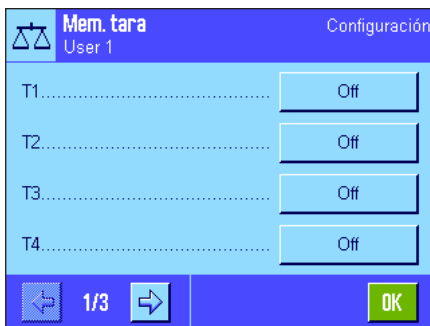 Mem. tara
Configuración
User 1
T1........................................ Off
T2........................................ Off
T3........................................ Off
T4........................................ Off
1/3
OK